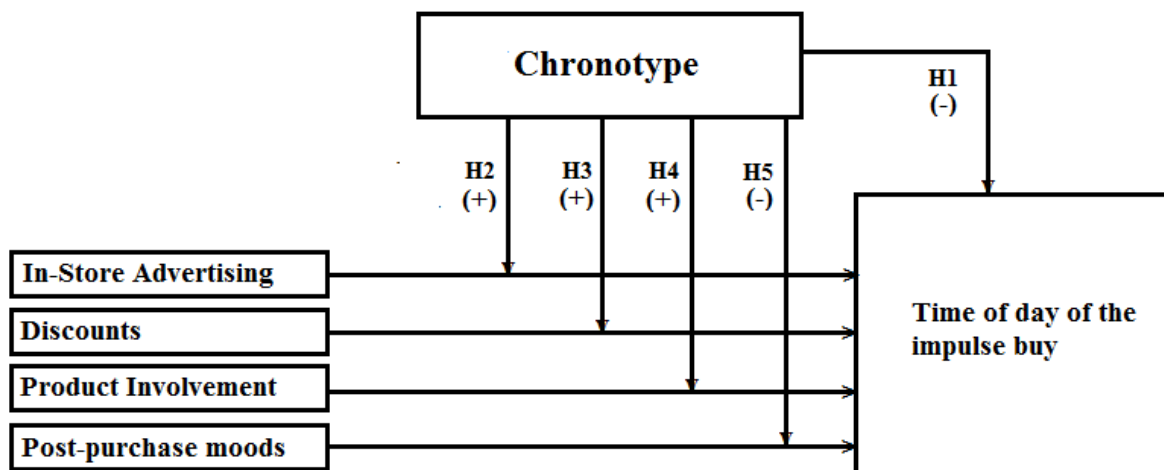 Chronotype
H1
(-)
H2
(+)
H3
(+)
H4
(+)
H5
(-)
In-Store Advertising
Discounts
Product Involvement
Post-purchase moods
Time of day of the
impulse buy